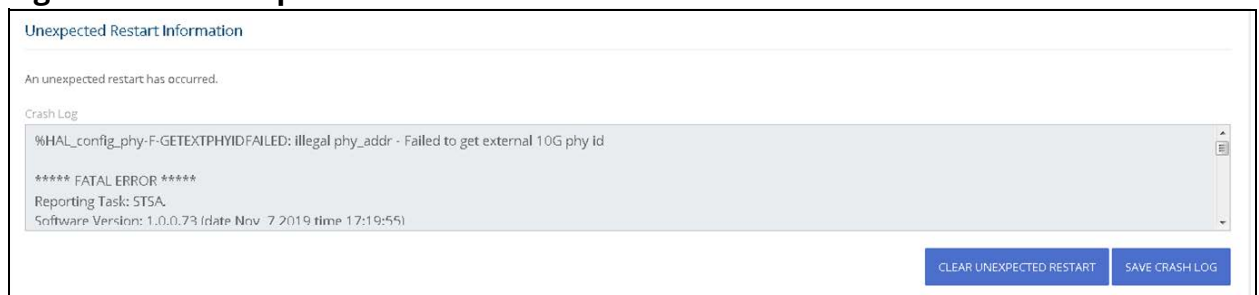 Unexpected Restart Information
An unexpected restart has occurred.
Crash Log
%HAL_config_phy-F-GETEXTPHYIDFAILED: illegal phy_addr - Failed to get external 10G phy id
***** FATAL ERROR *****
Reporting Task: STSA.
Software Version: 1.0.0.73 (date Nov 7 2019 time 17:19:55)
CLEAR UNEXPECTED RESTART SAVE CRASH LOG